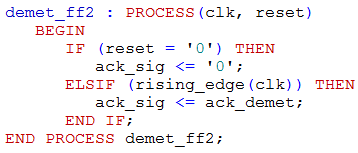 demet_ff2 : PROCESS(clk, reset)
   BEGIN
      IF (reset = '0') THEN
         ack_sig <= '0';
      ELSIF (rising_edge(clk)) THEN
         ack_sig <= ack_demet;
      END IF;
END PROCESS demet_ff2;